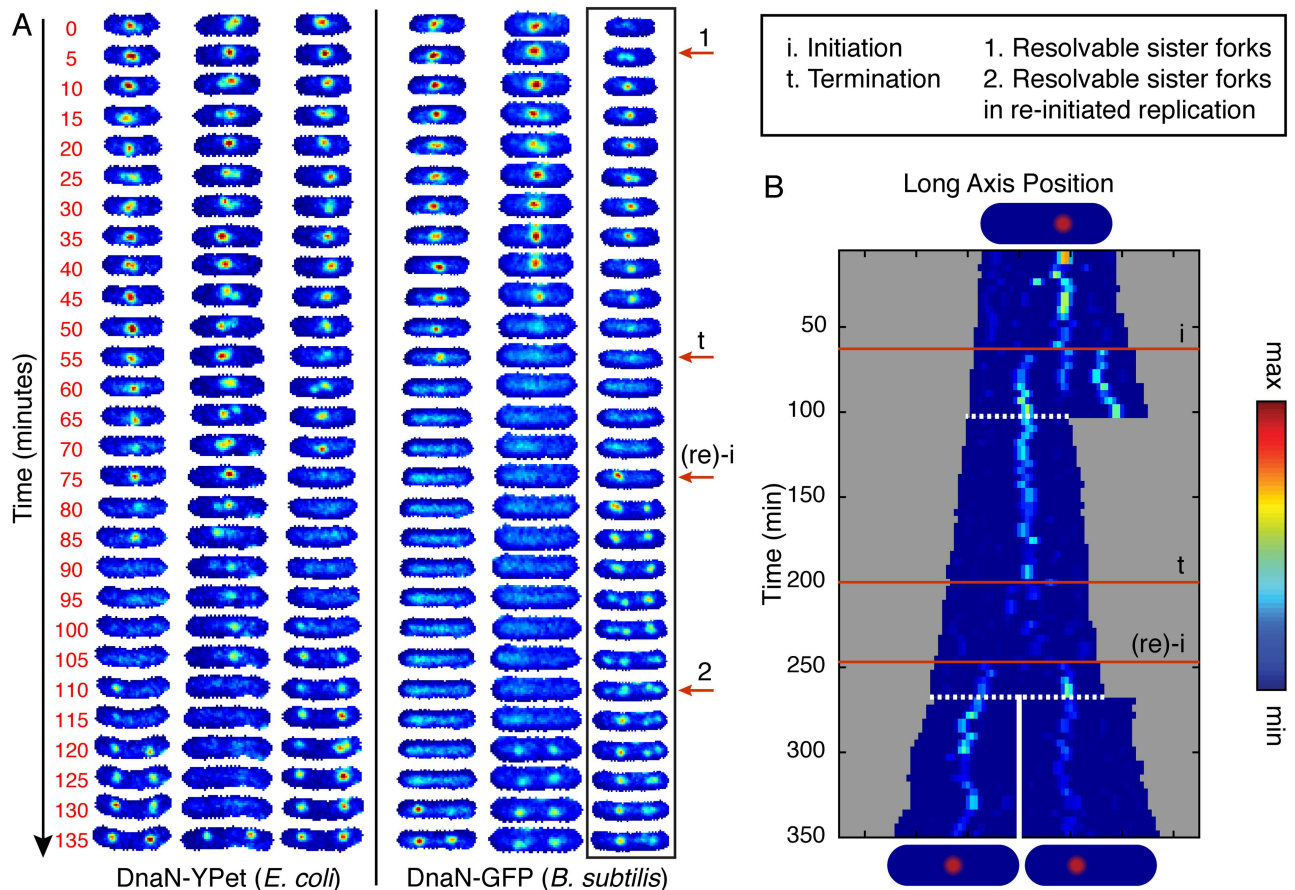 A
0
5
10
15
20
25
30
35
40
45
50
55
60
65
70
75
80
85
90
95
100
105
110
115
120
125
130
135
Time (minutes)
1
t
(re)-i
2
DnaN-YPet (E. coli)
DnaN-GFP (B. subtilis)
i. Initiation
t. Termination
1. Resolvable sister forks
2. Resolvable sister forks
in re-initiated replication
B
Long Axis Position
50
100
150
200
250
300
350
Time (min)
i
t
(re)-i
max
min